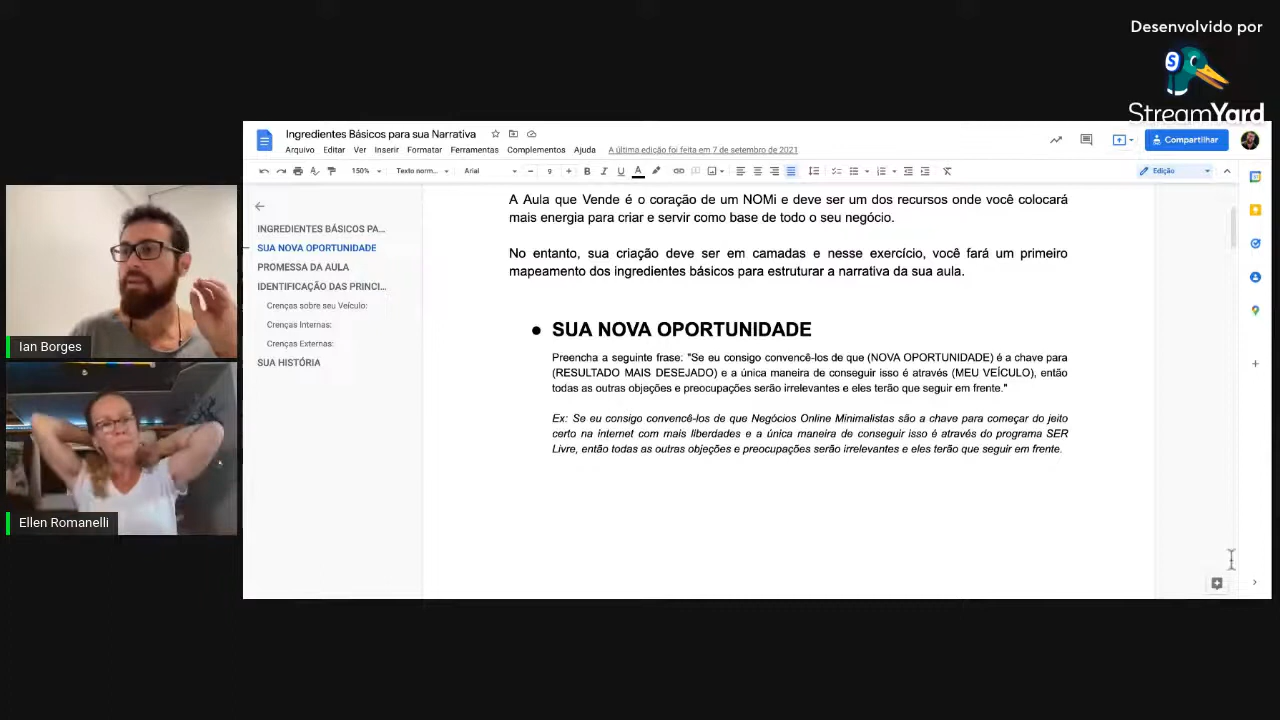 Desenvolvido por
StreamYard
Ingredientes Básicos para sua Narrativa
Arquivo Editar Ver Inserir Formatar Ferramentas Complementos Ajuda A última edição foi feita em 7 de setembro de 2021
Compartilhar
150% Texto norm... Arial 9 Edição
INGREDIENTES BÁSICOS PA...
SUA NOVA OPORTUNIDADE
PROMESSA DA AULA
IDENTIFICAÇÃO DAS PRINCI...
Crenças sobre seu Veículo:
Crenças Internas:
Crenças Externas:
SUA HISTÓRIA
A Aula que Vende é o coração de um NOMi e deve ser um dos recursos onde você colocará
mais energia para criar e servir como base de todo o seu negócio.
No entanto, sua criação deve ser em camadas e nesse exercício, você fará um primeiro
mapeamento dos ingredientes básicos para estruturar a narrativa da sua aula.
● SUA NOVA OPORTUNIDADE
Preencha a seguinte frase: "Se eu consigo convencê-los de que (NOVA OPORTUNIDADE) é a chave para
(RESULTADO MAIS DESEJADO) e a única maneira de conseguir isso é através (MEU VEÍCULO), então
todas as outras objeções e preocupações serão irrelevantes e eles terão que seguir em frente."
Ex: Se eu consigo convencê-los de que Negócios Online Minimalistas são a chave para começar do jeito
certo na internet com mais liberdades e a única maneira de conseguir isso é através do programa SER
Livre, então todas as outras objeções e preocupações serão irrelevantes e eles terão que seguir em frente.
Ian Borges
Ellen Romanelli